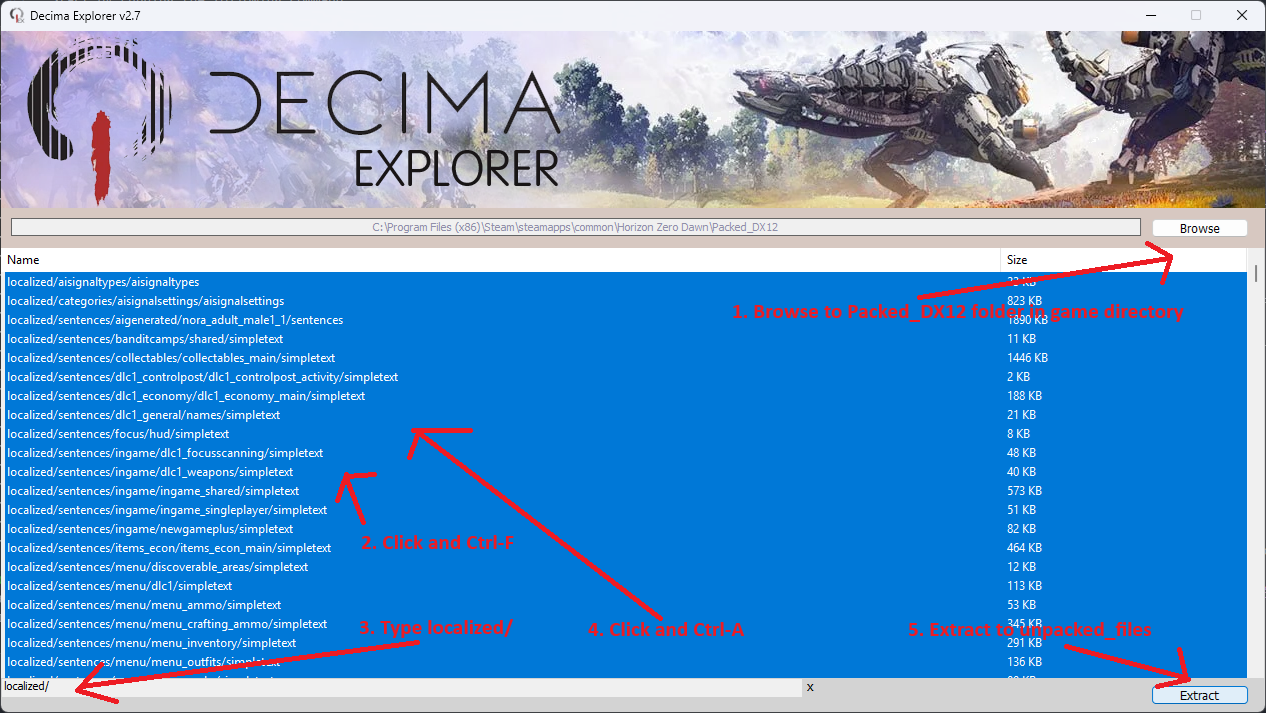 Decima Explorer v2.7
DECIMA
EXPLORER
C:\Program Files (x86)\Steam\steamapps\common\Horizon Zero Dawn\Packed_DX12
Browse
Name Size
localized/aisignaltypes/aisignaltypes KB
localized/categories/aisignalsettings/aisignalsettings 823 KB
1. Browse to Packed_DX12 folder in game directory
localized/sentences/aigenerated/nora_adult_male1_1/sentences 1890 KB
localized/sentences/banditcamps/shared/simpletext 11 KB
localized/sentences/collectables/collectables_main/simpletext 1446 KB
localized/sentences/dlc1_controlpost/dlc1_controlpost_activity/simpletext 2 KB
localized/sentences/dlc1_economy/dlc1_economy_main/simpletext 188 KB
localized/sentences/dlc1_general/names/simpletext 21 KB
localized/sentences/focus/hud/simpletext 8 KB
localized/sentences/ingame/dlc1_focusscanning/simpletext 48 KB
localized/sentences/ingame/dlc1_weapons/simpletext 40 KB
localized/sentences/ingame/ingame_shared/simpletext 573 KB
localized/sentences/ingame/ingame_singleplayer/simpletext 51 KB
localized/sentences/ingame/newgameplus/simpletext 82 KB
2. Click and Ctrl-F
localized/sentences/items_econ/items_econ_main/simpletext 464 KB
localized/sentences/menu/discoverable_areas/simpletext 12 KB
localized/sentences/menu/dlc1/simpletext 113 KB
localized/sentences/menu/menu_ammo/simpletext 53 KB
localized/sentences/menu/menu_crafting_ammo/simpletext 345 KB
3. Type localized/ 4. Click and Ctrl-A 5. Extract to unpacked_files
localized/sentences/menu/menu_inventory/simpletext 291 KB
localized/sentences/menu/menu_outfits/simpletext 136 KB
localized/ x
Extract